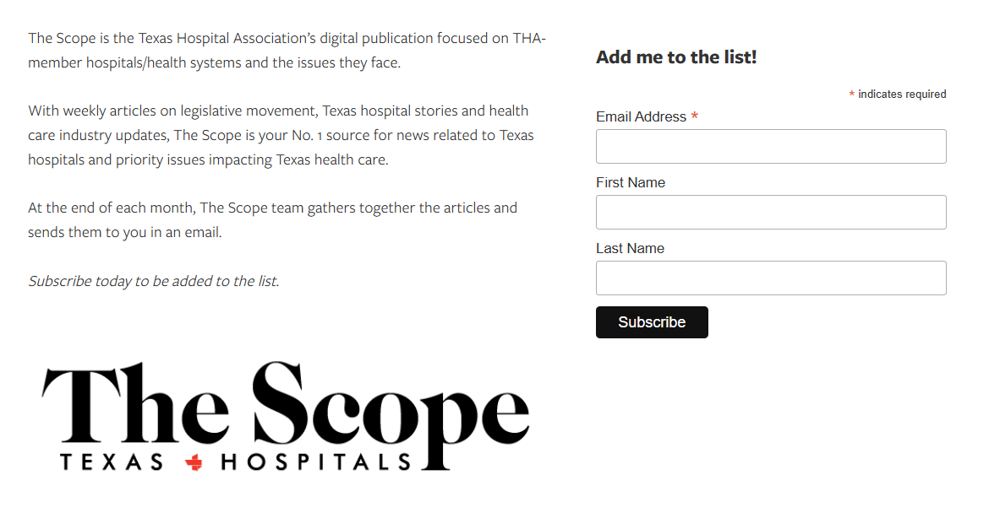 The Scope is the Texas Hospital Association’s digital publication focused on THA-
member hospitals/health systems and the issues they face.
With weekly articles on legislative movement, Texas hospital stories and health
care industry updates, The Scope is your No. 1 source for news related to Texas
hospitals and priority issues impacting Texas health care.
At the end of each month, The Scope team gathers together the articles and
sends them to you in an email.
Subscribe today to be added to the list.
The Scope
TEXAS HOSPITALS
Add me to the list!
* indicates required
Email Address *
First Name
Last Name
Subscribe